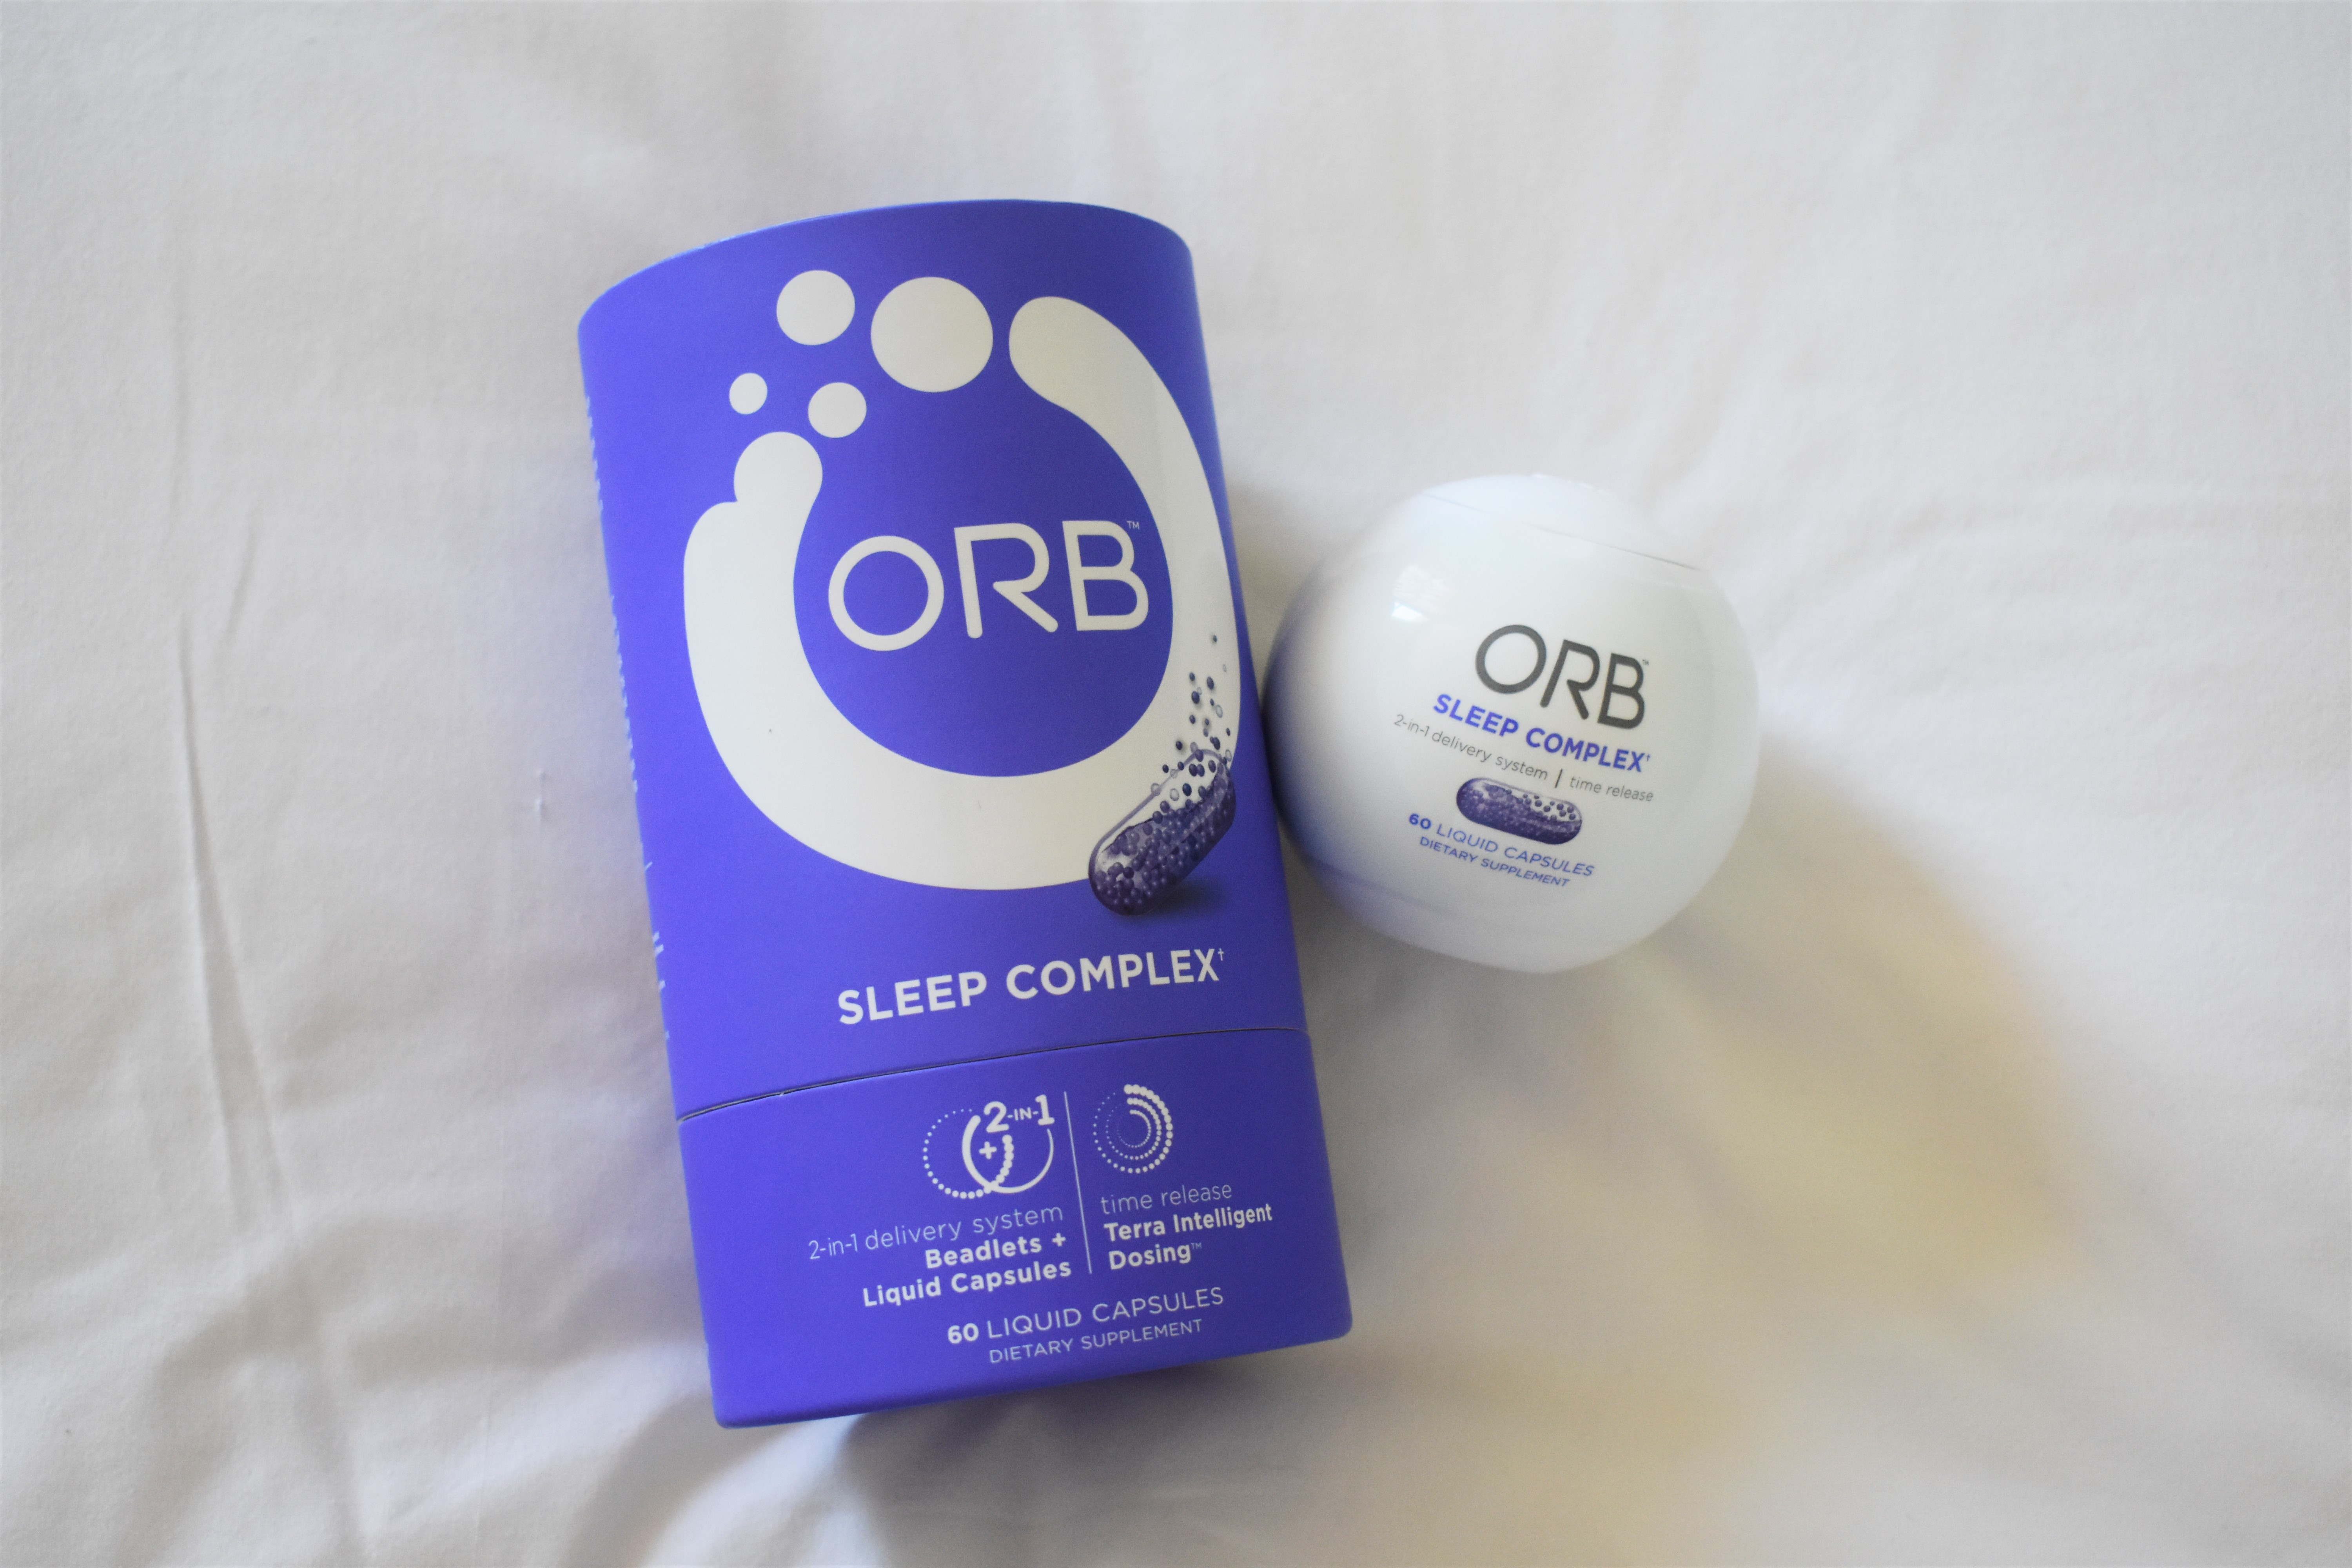 ORB™
SLEEP COMPLEX†
2-IN-1
+
2-in-1 delivery system
Beadlets +
Liquid Capsules
time release
Terra Intelligent
Dosing™
60 LIQUID CAPSULES
DIETARY SUPPLEMENT
ORB™
SLEEP COMPLEX†
2-in-1 delivery system | time release
60 LIQUID CAPSULES
DIETARY SUPPLEMENT